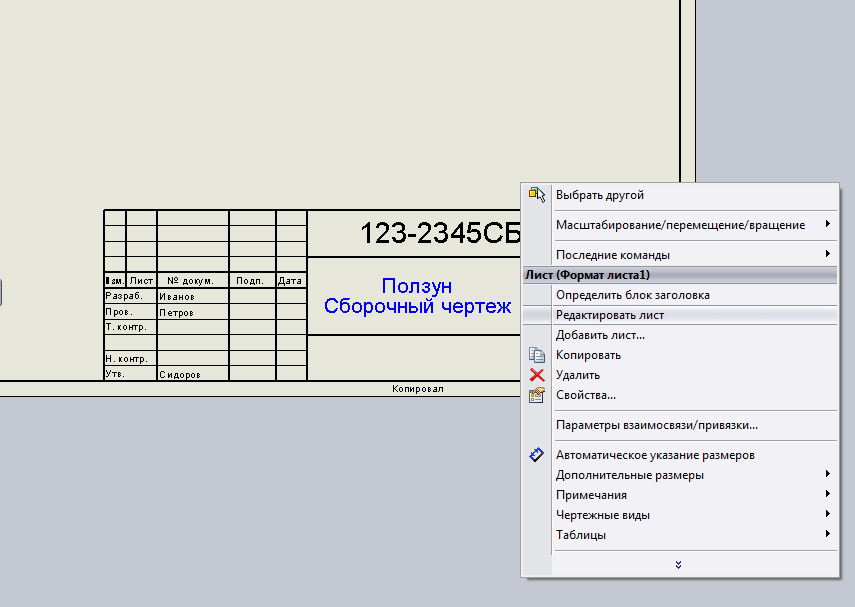 123-2345СБ
Ползун
Сборочный чертеж
Изм. Лист № докум. Подп. Дата
Разраб. Иванов
Пров. Петров
Т. контр.
Н. контр.
Утв. Сидоров
Копировал
Выбрать другой
Масштабирование/перемещение/вращение
Последние команды
Лист (Формат листа1)
Определить блок заголовка
Редактировать лист
Добавить лист...
Копировать
Удалить
Свойства...
Параметры взаимосвязи/привязки...
Автоматическое указание размеров
Дополнительные размеры
Примечания
Чертежные виды
Таблицы